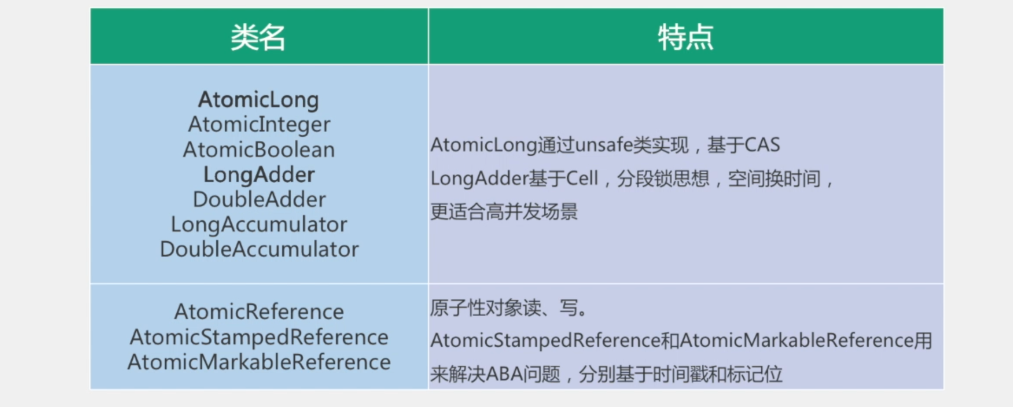 类名
特点
AtomicLong
AtomicInteger
AtomicBoolean
LongAdder
DoubleAdder
LongAccumulator
DoubleAccumulator
AtomicLong通过unsafe类实现，基于CAS
LongAdder基于Cell，分段锁思想，空间换时间，
更适合高并发场景
AtomicReference
AtomicStampedReference
AtomicMarkableReference
原子性对象读、写。
AtomicStampedReference和AtomicMarkableReference用
来解决ABA问题，分别基于时间戳和标记位